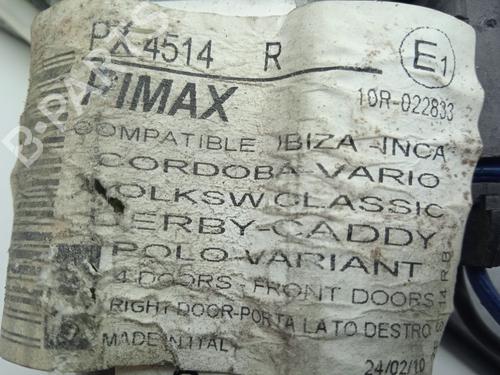 PX 4514 R E1
PIMAX 10R-022833
COMPATIBLE IBIZA-INCA
CORDOBA-VARIO
VOLKSW.CLASSIC
DERBY-CADDY
POLO-VARIANT
4 DOORS-FRONT DOORS
RIGHT DOOR-PORTA LATO DESTRO
MADE IN ITALY
24/02/10
B-PARTS